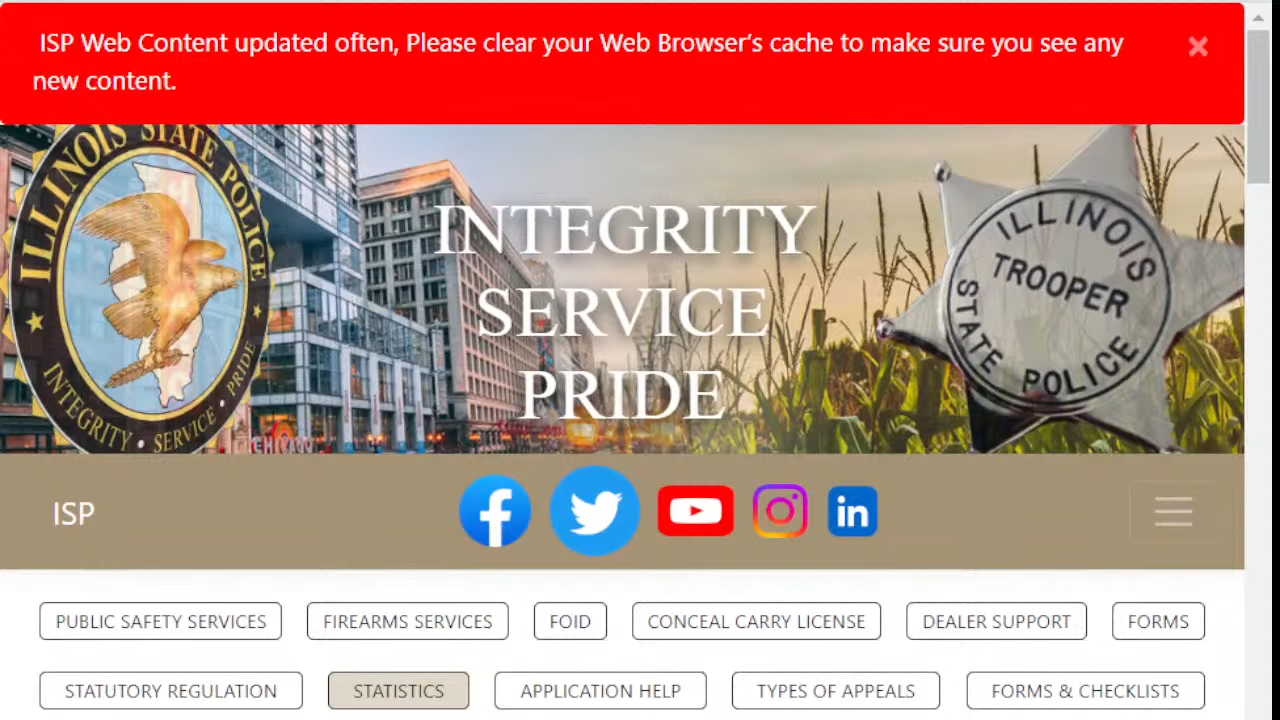 ISP Web Content updated often, Please clear your Web Browser's cache to make sure you see any
new content.
ILLINOIS STATE POLICE
INTEGRITY • SERVICE • PRIDE
INTEGRITY
SERVICE
PRIDE
ILLINOIS
TROOPER
STATE POLICE
CHICAGO
ISP
in
PUBLIC SAFETY SERVICES
FIREARMS SERVICES
FOID
CONCEAL CARRY LICENSE
DEALER SUPPORT
FORMS
STATUTORY REGULATION
STATISTICS
APPLICATION HELP
TYPES OF APPEALS
FORMS & CHECKLISTS